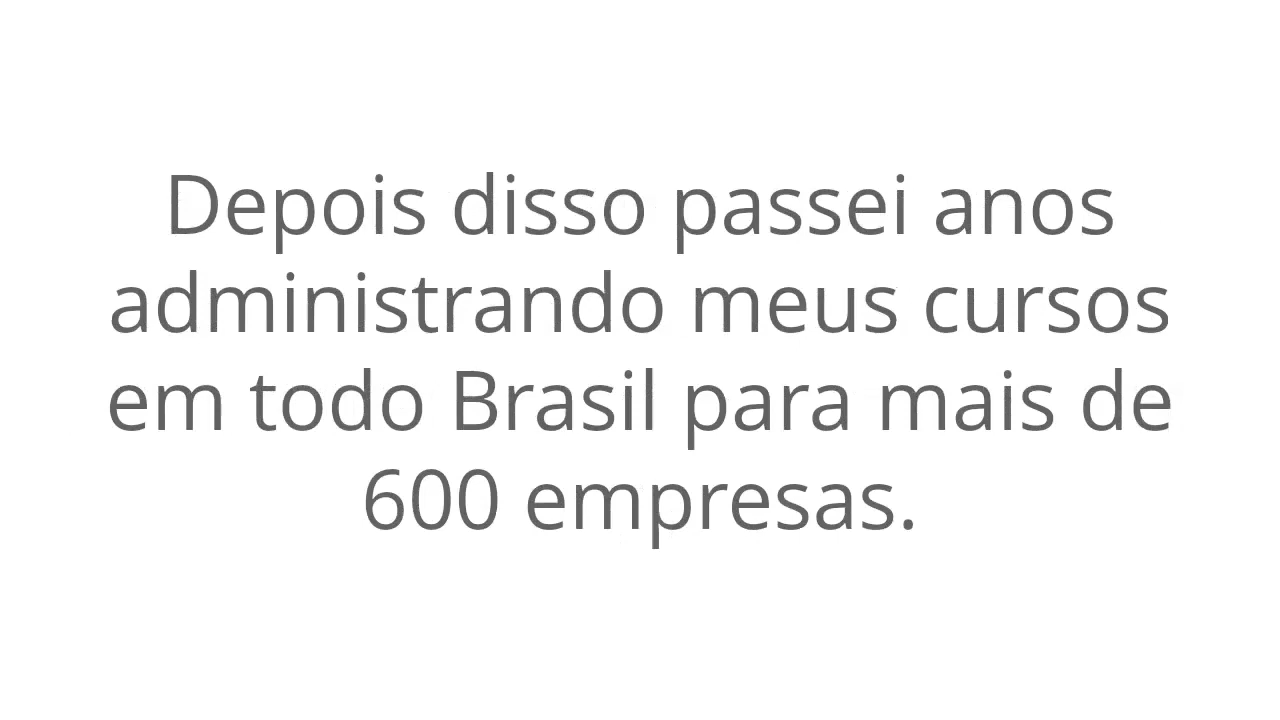 Depois disso passei anos
administrando meus cursos
em todo Brasil para mais de
600 empresas.